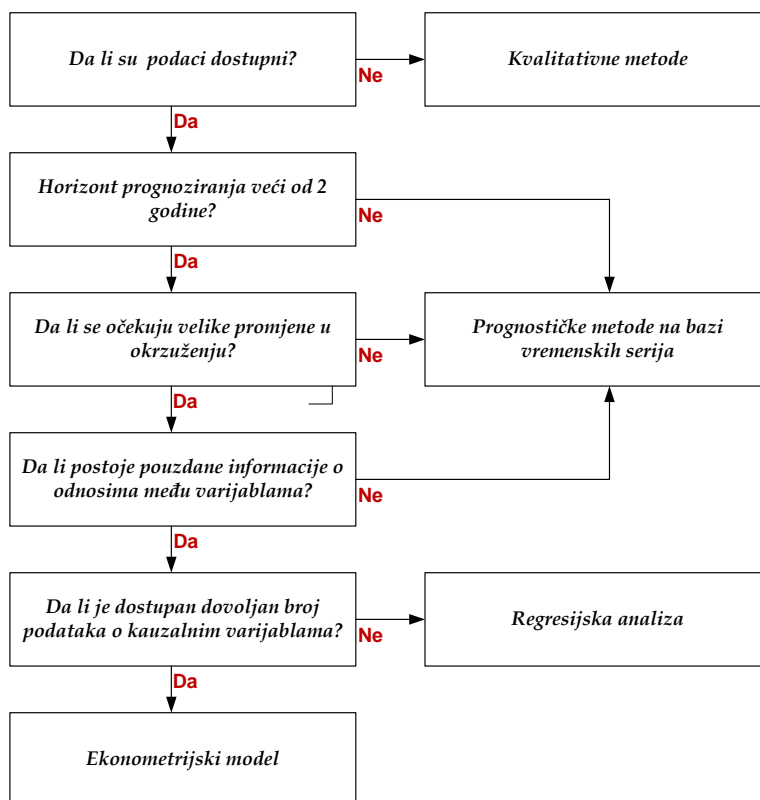 Da li su podaci dostupni?
Ne
Kvalitativne metode
Da
Horizont prognoziranja veći od 2
godine?
Ne
Da
Da li se očekuju velike promjene u
okrzuženju?
Ne
Prognostičke metode na bazi
vremenskih serija
Da
Da li postoje pouzdane informacije o
odnosima među varijablama?
Ne
Da
Da li je dostupan dovoljan broj
podataka o kauzalnim varijablama?
Ne
Regresijska analiza
Da
Ekonometrijski model